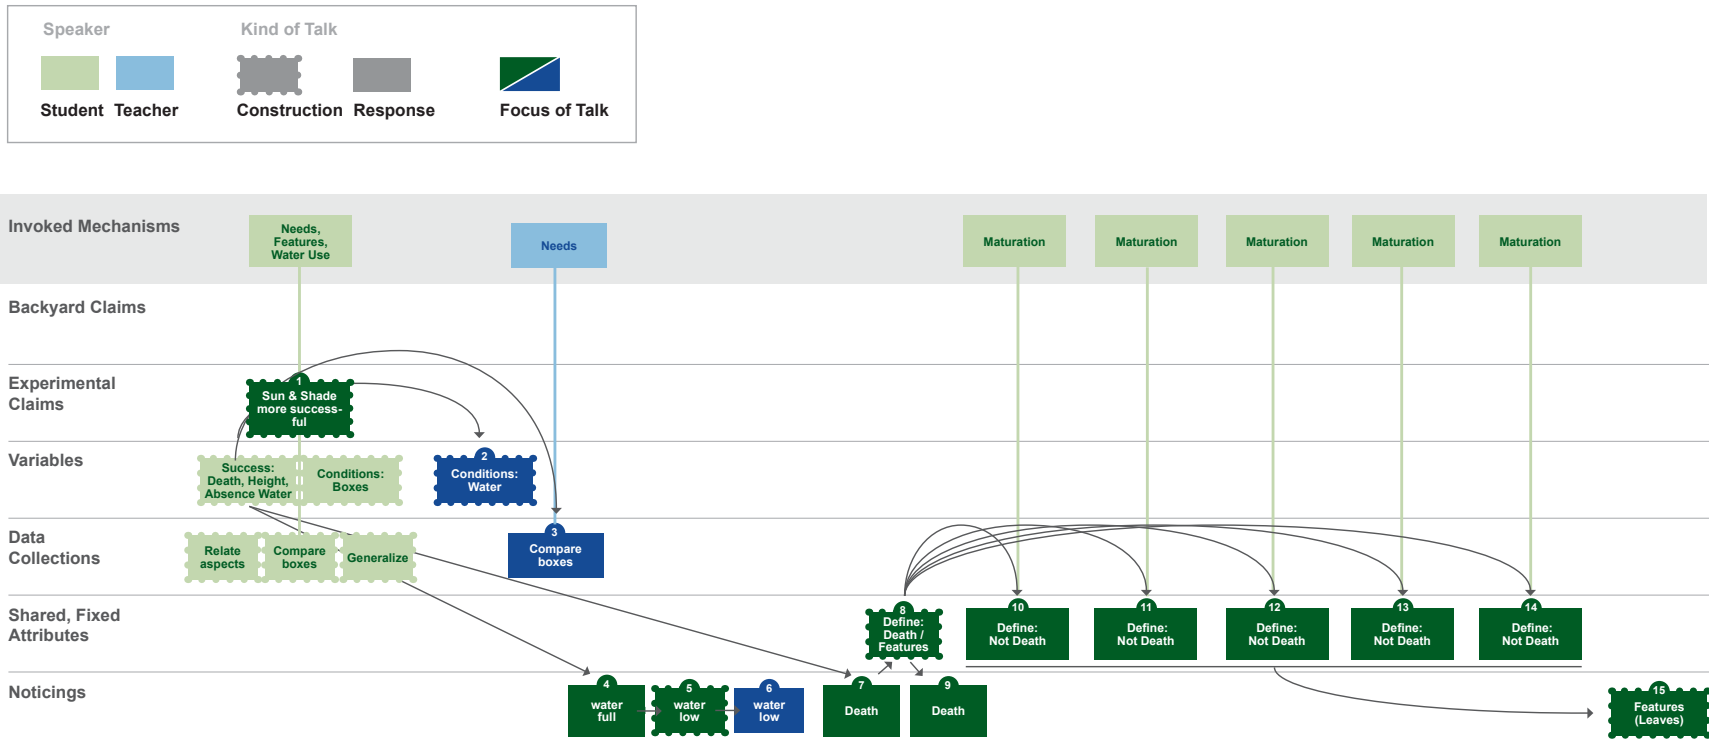 Speaker
Kind of Talk
Student
Teacher
Construction
Response
Focus of Talk
Invoked Mechanisms
Needs,
Features,
Water Use
Needs
Maturation
Maturation
Maturation
Maturation
Maturation
Backyard Claims
Experimental
Claims
1
Sun & Shade
more success-
ful
Variables
Success:
Death, Height,
Absence Water
Conditions:
Boxes
2
Conditions:
Water
Data
Collections
Relate
aspects
Compare
boxes
Generalize
3
Compare
boxes
Shared, Fixed
Attributes
8
Define:
Death /
Features
10
Define:
Not Death
11
Define:
Not Death
12
Define:
Not Death
13
Define:
Not Death
14
Define:
Not Death
Noticings
4
water
full
5
water
low
6
water
low
7
Death
9
Death
15
Features
(Leaves)